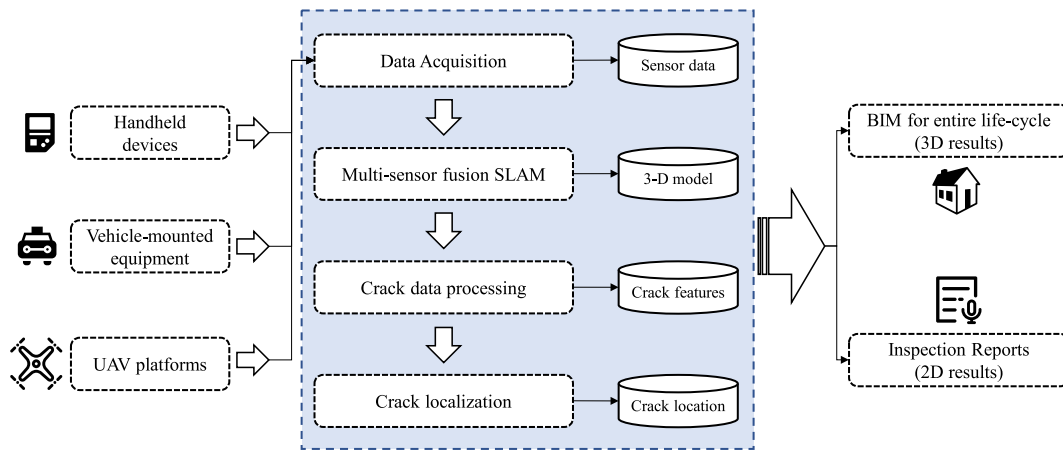 Handheld
devices
Vehicle-mounted
equipment
UAV platforms
Data Acquisition
Sensor data
Multi-sensor fusion SLAM
3-D model
Crack data processing
Crack features
Crack localization
Crack location
BIM for entire life-cycle
(3D results)
Inspection Reports
(2D results)